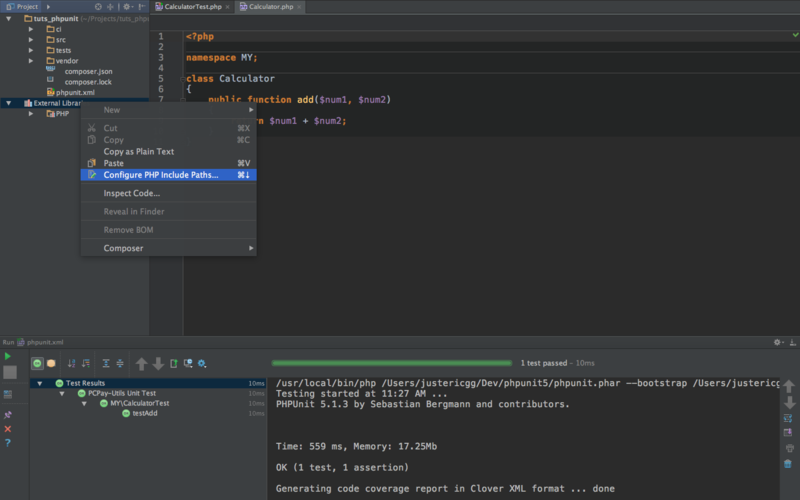 Project
CalculatorTest.php
Calculator.php
tuts_phpunit (~/Projects/tuts_php
ci
src
tests
vendor
composer.json
composer.lock
phpunit.xml
External Librar
PHP
1
2
3
4
5
6
7
<?php
namespace MY;
class Calculator
{
public function add($num1, $num2)
rn $num1 + $num2;
New
Cut ⌘X
Copy ⌘C
Copy as Plain Text
Paste ⌘V
Configure PHP Include Paths... ⌘↓
Inspect Code...
Reveal in Finder
Remove BOM
Composer
Run phpunit.xml
1 test passed – 10ms
Test Results 10ms
PCPay-Utils Unit Test 10ms
MY\CalculatorTest 10ms
testAdd 10ms
/usr/local/bin/php /Users/justericgg/Dev/phpunit5/phpunit.phar --bootstrap /Users/justericg
Testing started at 11:27 AM ...
PHPUnit 5.1.3 by Sebastian Bergmann and contributors.
Time: 559 ms, Memory: 17.25Mb
OK (1 test, 1 assertion)
Generating code coverage report in Clover XML format ... done